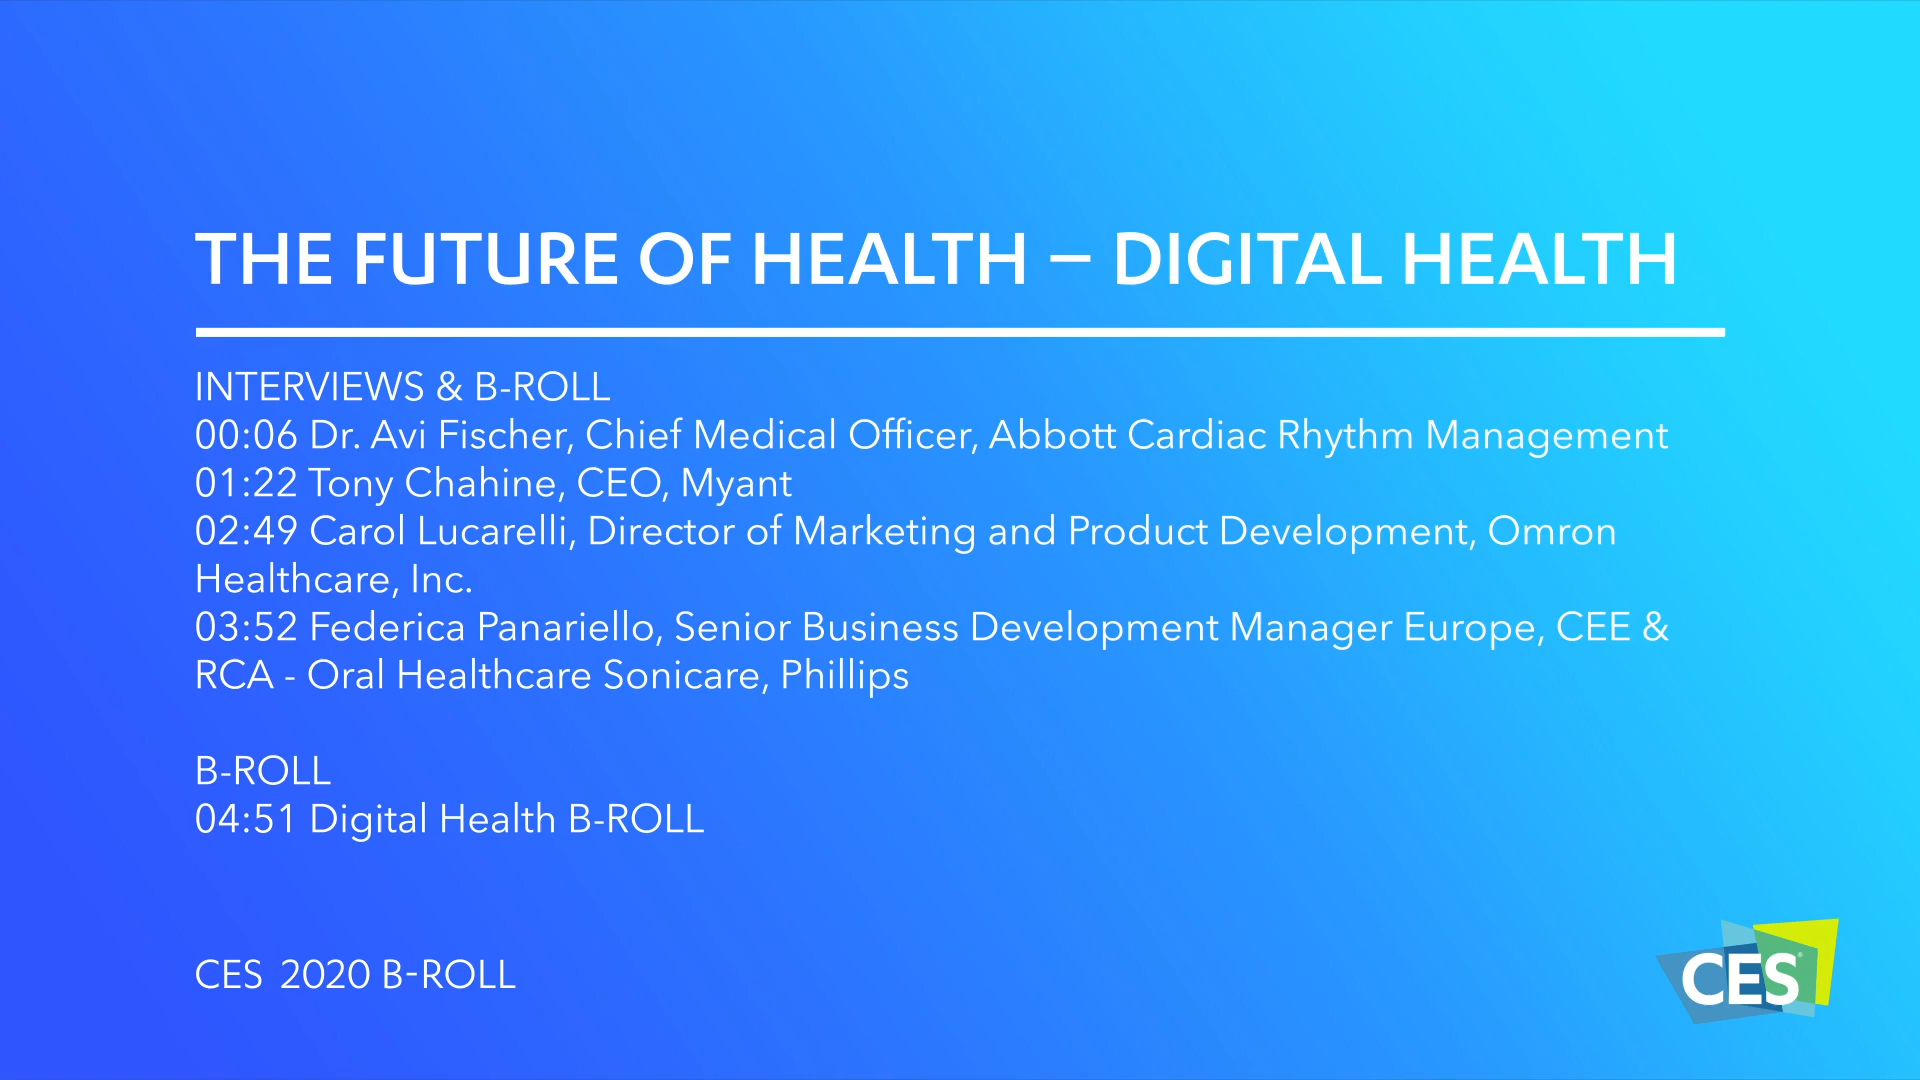 THE FUTURE OF HEALTH – DIGITAL HEALTH
INTERVIEWS & B-ROLL
00:06 Dr. Avi Fischer, Chief Medical Officer, Abbott Cardiac Rhythm Management
01:22 Tony Chahine, CEO, Myant
02:49 Carol Lucarelli, Director of Marketing and Product Development, Omron
Healthcare, Inc.
03:52 Federica Panariello, Senior Business Development Manager Europe, CEE &
RCA - Oral Healthcare Sonicare, Phillips
B-ROLL
04:51 Digital Health B-ROLL
CES 2020 B-ROLL
CES®